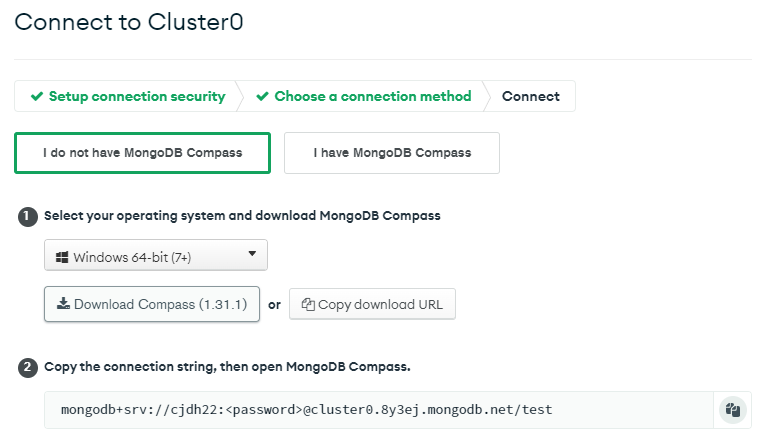 Connect to Cluster0
Setup connection security
Choose a connection method
Connect
I do not have MongoDB Compass
I have MongoDB Compass
1 Select your operating system and download MongoDB Compass
Windows 64-bit (7+)
Download Compass (1.31.1) or Copy download URL
2 Copy the connection string, then open MongoDB Compass.
mongodb+srv://cjdh22:<password>@cluster0.8y3ej.mongodb.net/test